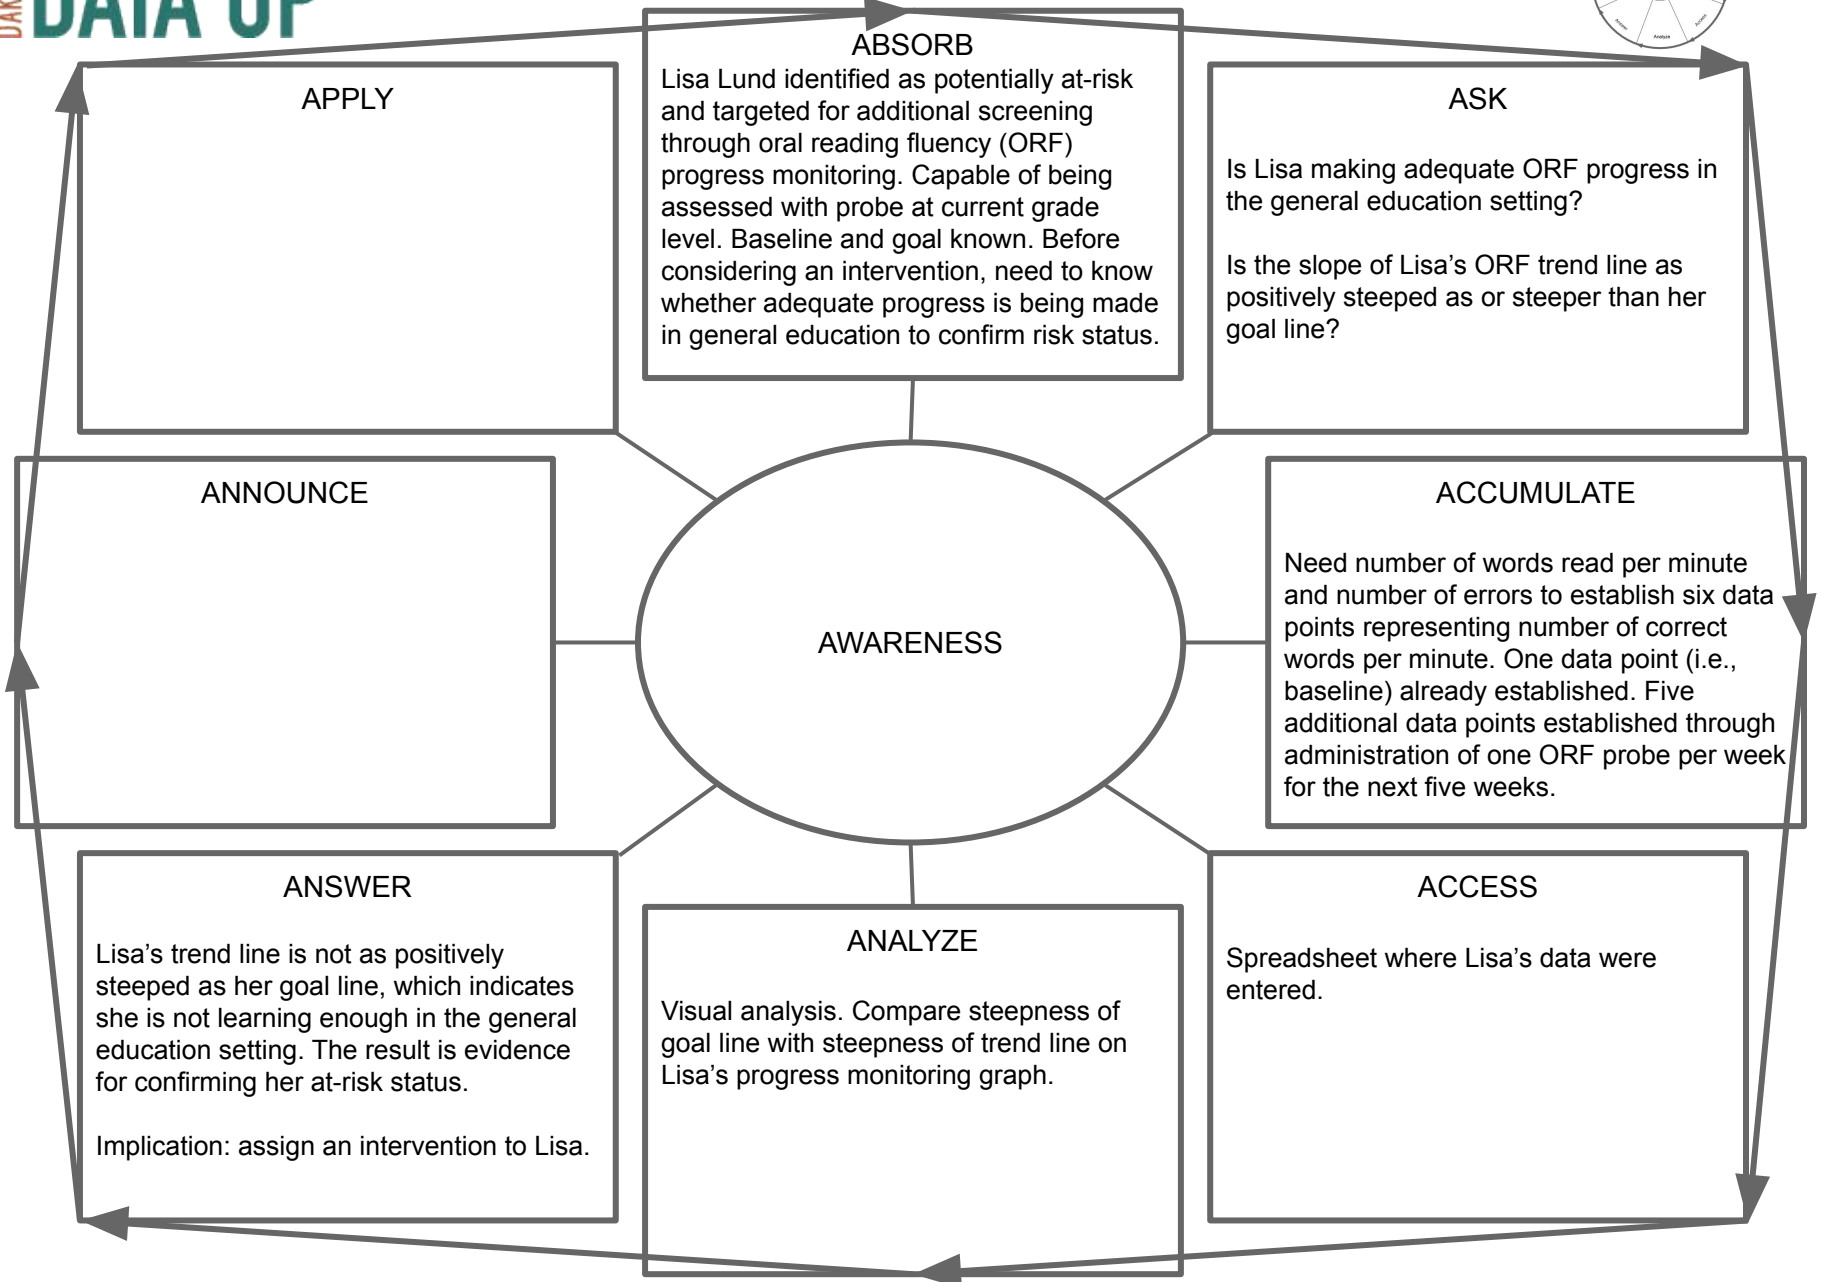 DATA UP
ABSORB
Lisa Lund identified as potentially at-risk
and targeted for additional screening
through oral reading fluency (ORF)
progress monitoring. Capable of being
assessed with probe at current grade
level. Baseline and goal known. Before
considering an intervention, need to know
whether adequate progress is being made
in general education to confirm risk status.
ASK
Is Lisa making adequate ORF progress in
the general education setting?
Is the slope of Lisa’s ORF trend line as
positively steeped as or steeper than her
goal line?
ACCUMULATE
Need number of words read per minute
and number of errors to establish six data
points representing number of correct
words per minute. One data point (i.e.,
baseline) already established. Five
additional data points established through
administration of one ORF probe per week
for the next five weeks.
ACCESS
Spreadsheet where Lisa’s data were
entered.
ANALYZE
Visual analysis. Compare steepness of
goal line with steepness of trend line on
Lisa’s progress monitoring graph.
ANSWER
Lisa’s trend line is not as positively
steeped as her goal line, which indicates
she is not learning enough in the general
education setting. The result is evidence
for confirming her at-risk status.
Implication: assign an intervention to Lisa.
ANNOUNCE
APPLY
AWARENESS
Answer
Analyze
Access